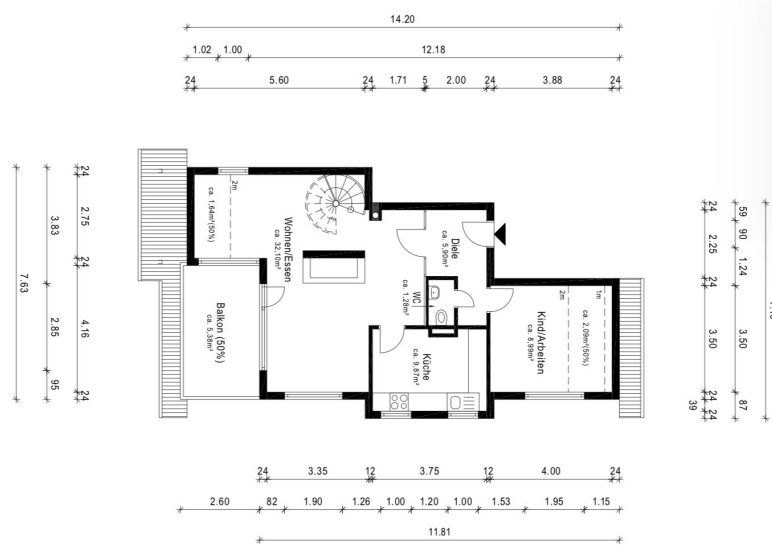 14.20
1.02 1.00 12.18
24 5.60 24 1.71 5 2.00 24 3.88 24
7.63
3.83 2.85 95
24 2.75 24 4.16 24
2m
ca. 1,64m²(50%)
Wohnen/Essen
ca. 32,10m²
Balkon (50%)
ca. 5,38m²
Diele
ca. 5,90m²
WC
ca. 1,28m²
Küche
ca. 9,87m²
Kind/Arbeiten
ca. 8,99m²
2m
1m
ca. 2,09m²(50%)
24 2.25 24 3.50 24 24
39
59 90 1.24 3.50 87
24 3.35 12 3.75 12 4.00 24
2.60 82 1.90 1.26 1.00 1.20 1.00 1.53 1.95 1.15
11.81